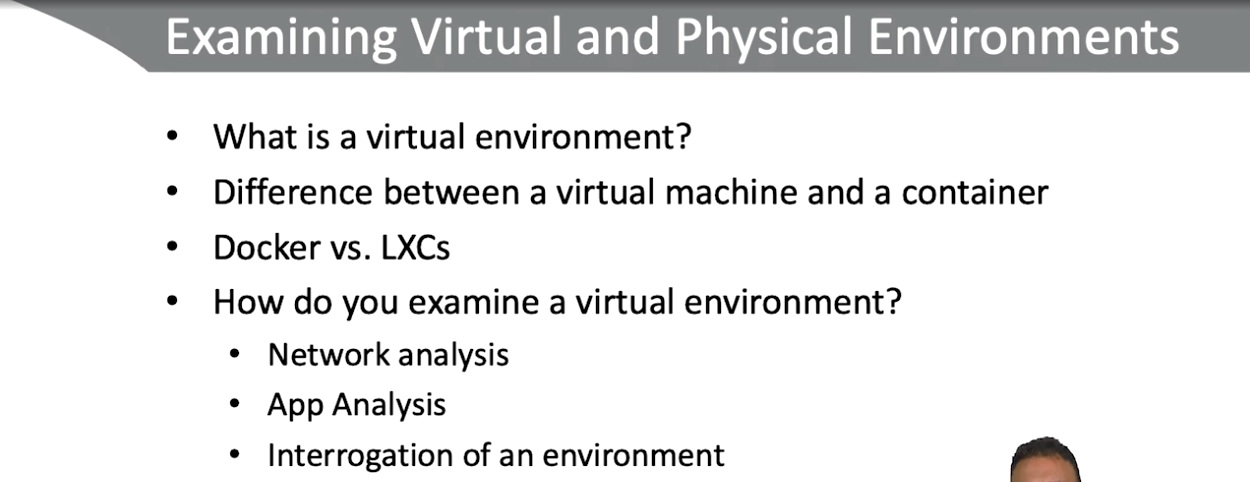 Examining Virtual and Physical Environments
• What is a virtual environment?
• Difference between a virtual machine and a container
• Docker vs. LXCs
• How do you examine a virtual environment?
• Network analysis
• App Analysis
• Interrogation of an environment